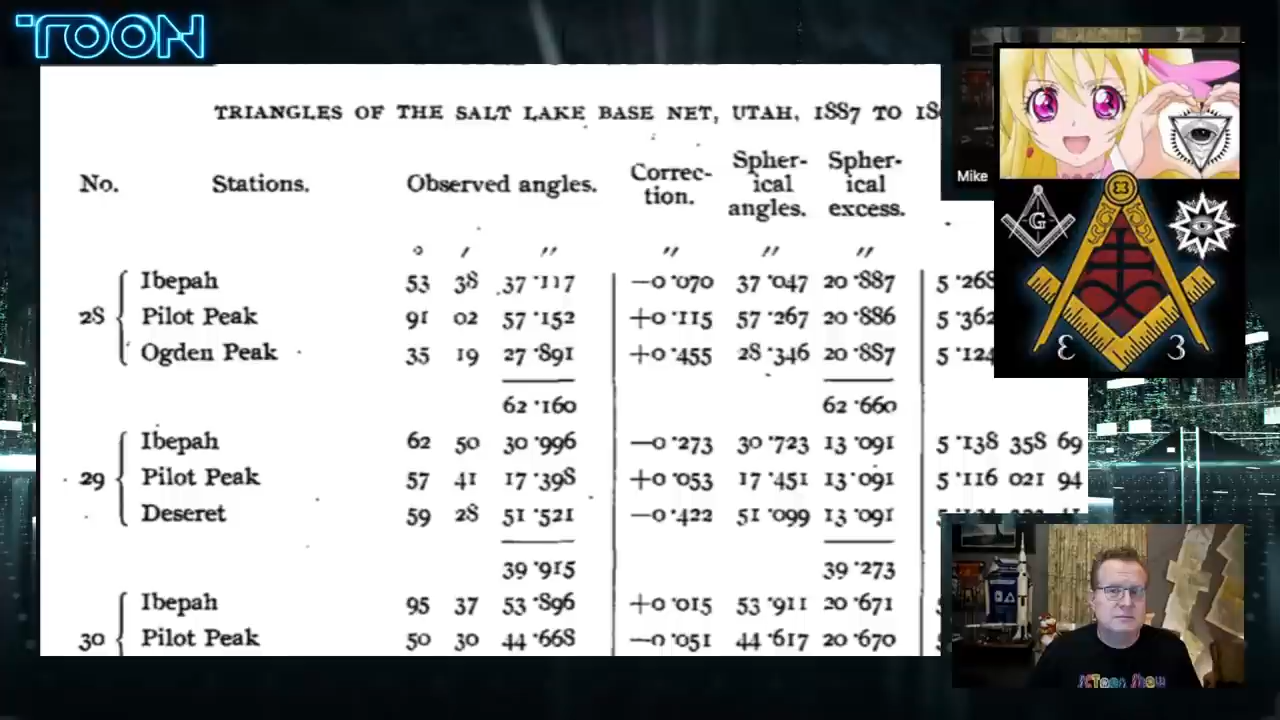 TOON
TRIANGLES OF THE SALT LAKE BASE NET, UTAH, 1887 TO 18
No. Stations. Observed angles. Correc-tion. Spher-ical angles. Spher-ical excess.
° ′ ″ ″ ″ ″
28
Ibepah 53 38 37·117 −0·070 37·047 20·887 5·268
Pilot Peak 91 02 57·152 +0·115 57·267 20·886 5·362
Ogden Peak 35 19 27·891 +0·455 28·346 20·887 5·124
62·160 62·660
29
Ibepah 62 50 30·996 −0·273 30·723 13·091 5·138 358 69
Pilot Peak 57 41 17·398 +0·053 17·451 13·091 5·116 021 94
Deseret 59 28 51·521 −0·422 51·099 13·091
39·915 39·273
30
Ibepah 95 37 53·896 +0·015 53·911 20·671
Pilot Peak 50 30 44·668 −0·051 44·617 20·670
Mike
G